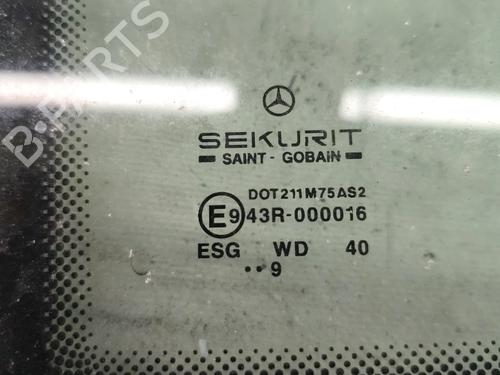 SEKURIT
SAINT - GOBAIN
DOT211M75AS2
E9 43R-000016
ESG WD 40
••9
B-PARTS